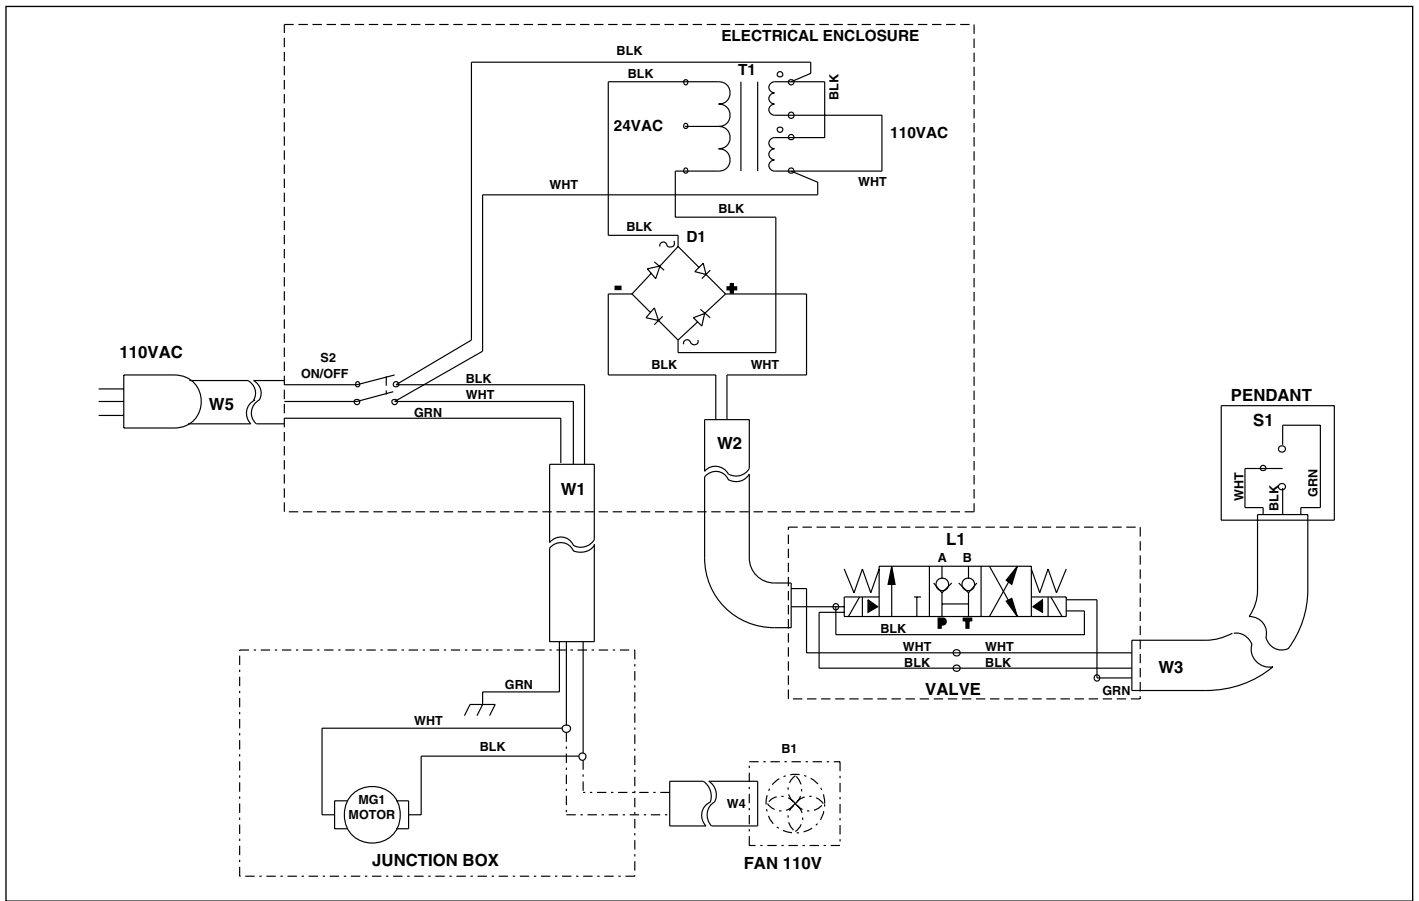 ELECTRICAL ENCLOSURE
BLK
BLK
T1
BLK
24VAC
110VAC
WHT
WHT
BLK
BLK
D1
-
+
BLK
WHT
110VAC
S2
ON/OFF
BLK
WHT
GRN
W5
W2
W1
PENDANT
S1
WHT
BLK
GRN
L1
A B
P T
BLK
WHT WHT
BLK BLK
GRN
VALVE
W3
GRN
WHT
BLK
MG1
MOTOR
JUNCTION BOX
B1
W4
FAN 110V